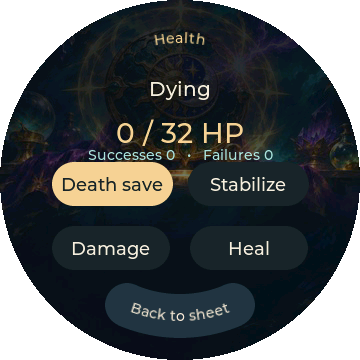 Health
Dying
0 / 32 HP
Successes 0 • Failures 0
Death save
Stabilize
Damage
Heal
Back to sheet